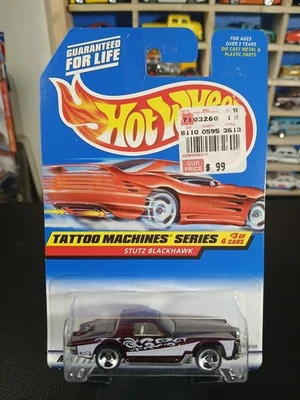 GUARANTEED
FOR LIFE
FOR AGES
OVER 3 YEARS.
DIE CAST METAL &
PLASTIC PARTS.
Hot Wheel
7103260
8110 0595 3613
OUR
PRICE
.99
TATTOO MACHINES SERIES
#3 OF
4 CARS
STUTZ BLACKHAWK